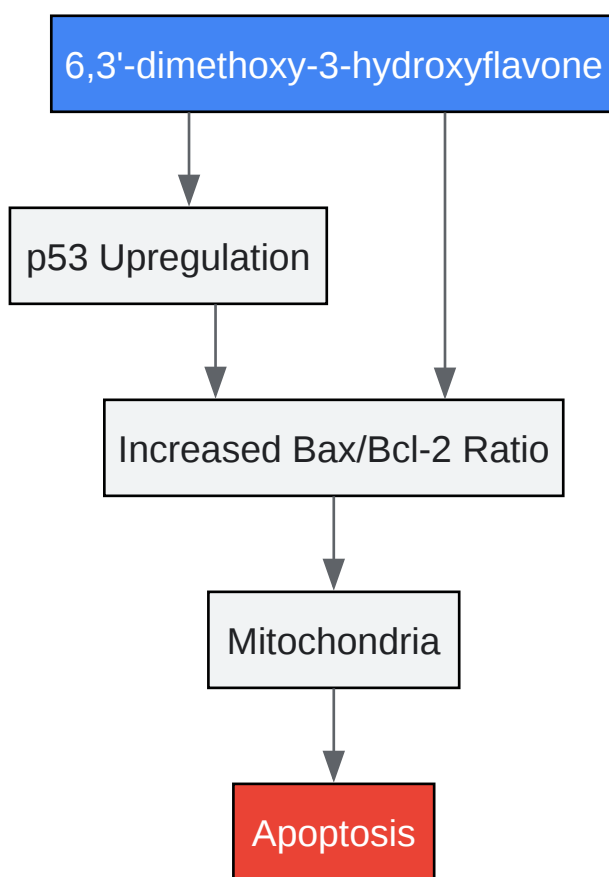 6,3'-dimethoxy-3-hydroxyflavone
p53 Upregulation
Increased Bax/Bcl-2 Ratio
Mitochondria
Apoptosis